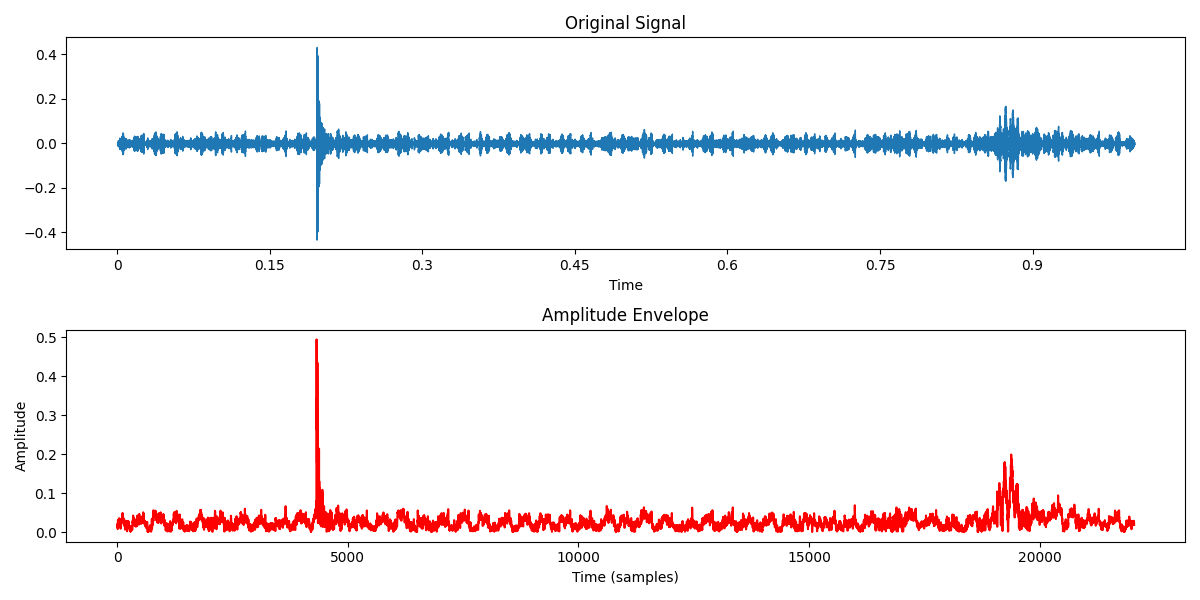 Original Signal
0.4
0.2
0.0
−0.2
−0.4
0 0.15 0.3 0.45 0.6 0.75 0.9
Time
Amplitude Envelope
0.5
0.4
0.3
0.2
0.1
0.0
Amplitude
0 5000 10000 15000 20000
Time (samples)